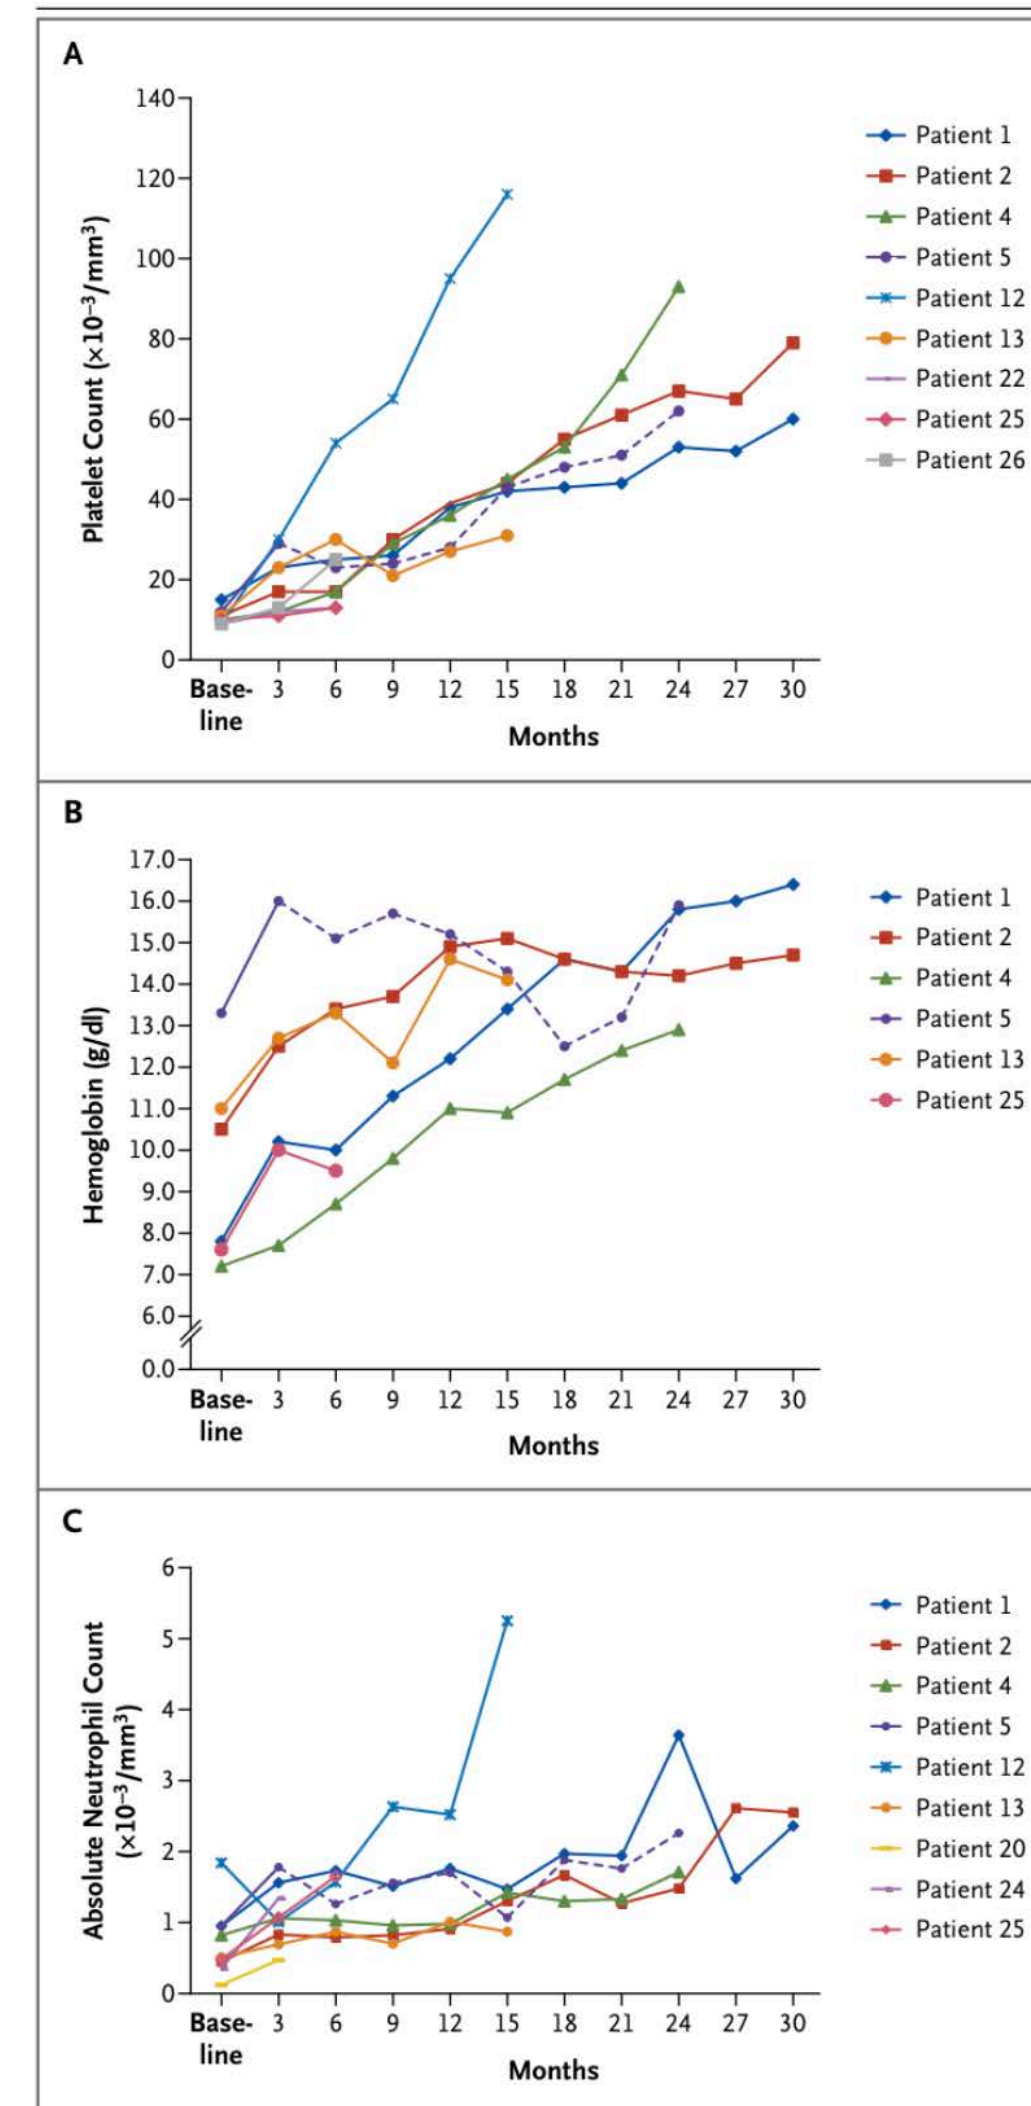 A
140
120
100
80
60
40
20
0
Platelet Count (×10⁻³/mm³)
Base-
line
3 6 9 12 15 18 21 24 27 30
Months
Patient 1
Patient 2
Patient 4
Patient 5
Patient 12
Patient 13
Patient 22
Patient 25
Patient 26
B
17.0
16.0
15.0
14.0
13.0
12.0
11.0
10.0
9.0
8.0
7.0
6.0
0.0
Hemoglobin (g/dl)
Base-
line
3 6 9 12 15 18 21 24 27 30
Months
Patient 1
Patient 2
Patient 4
Patient 5
Patient 13
Patient 25
C
6
5
4
3
2
1
0
Absolute Neutrophil Count
(×10⁻³/mm³)
Base-
line
3 6 9 12 15 18 21 24 27 30
Months
Patient 1
Patient 2
Patient 4
Patient 5
Patient 12
Patient 13
Patient 20
Patient 24
Patient 25